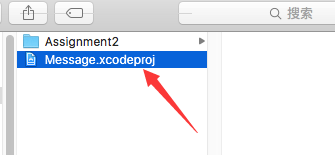 搜索
Assignment2
Message.xcodeproj